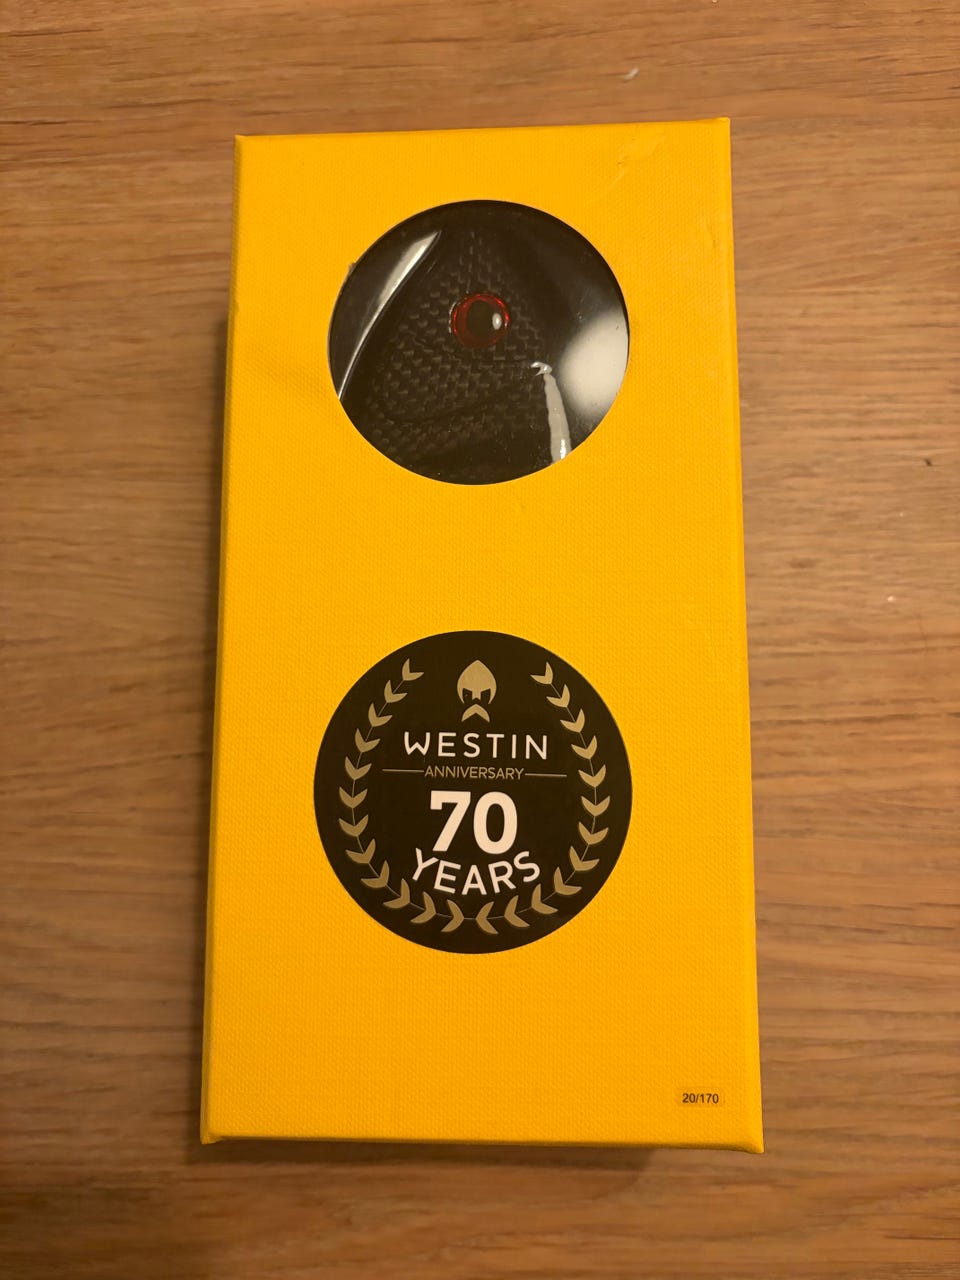 WESTIN
ANNIVERSARY
70
YEARS
20/170